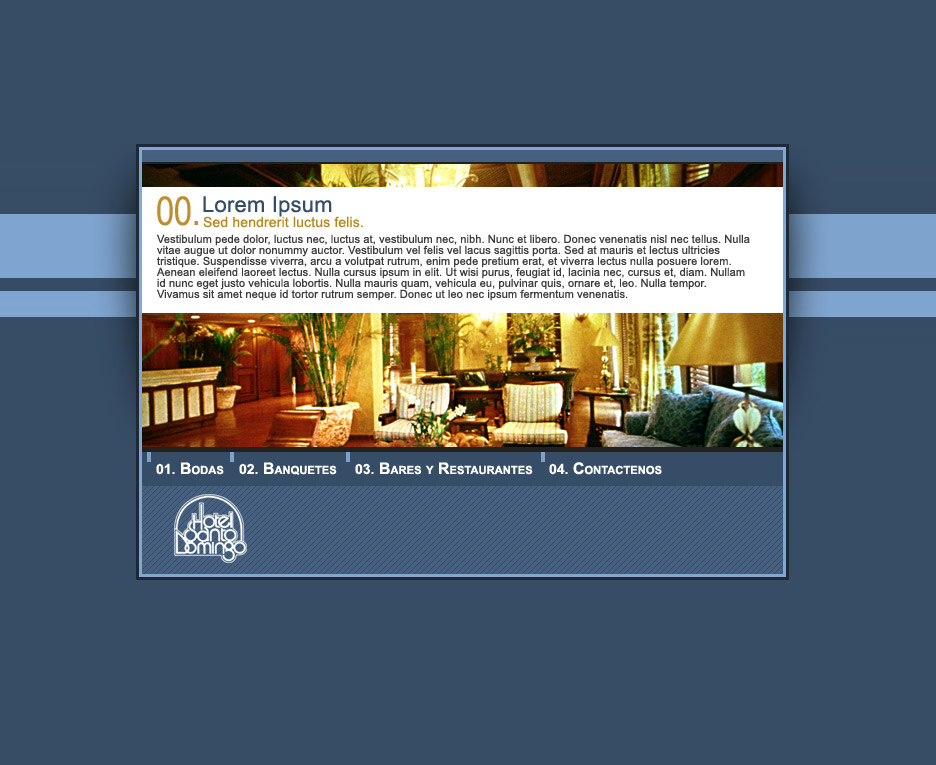 00. Lorem Ipsum
Sed hendrerit luctus felis.
Vestibulum pede dolor, luctus nec, luctus at, vestibulum nec, nibh. Nunc et libero. Donec venenatis nisl nec tellus. Nulla
vitae augue ut dolor nonummy auctor. Vestibulum vel felis vel lacus sagittis porta. Sed at mauris et lectus ultricies
tristique. Suspendisse viverra, arcu a volutpat rutrum, enim pede pretium erat, et viverra lectus nulla posuere lorem.
Aenean eleifend laoreet lectus. Nulla cursus ipsum in elit. Ut wisi purus, feugiat id, lacinia nec, cursus et, diam. Nullam
id nunc eget justo vehicula lobortis. Nulla mauris quam, vehicula eu, pulvinar quis, ornare et, leo. Nulla tempor.
Vivamus sit amet neque id tortor rutrum semper. Donec ut leo nec ipsum fermentum venenatis.
01. Bodas 02. Banquetes 03. Bares y Restaurantes 04. Contactenos
Hotel
Santo
Domingo